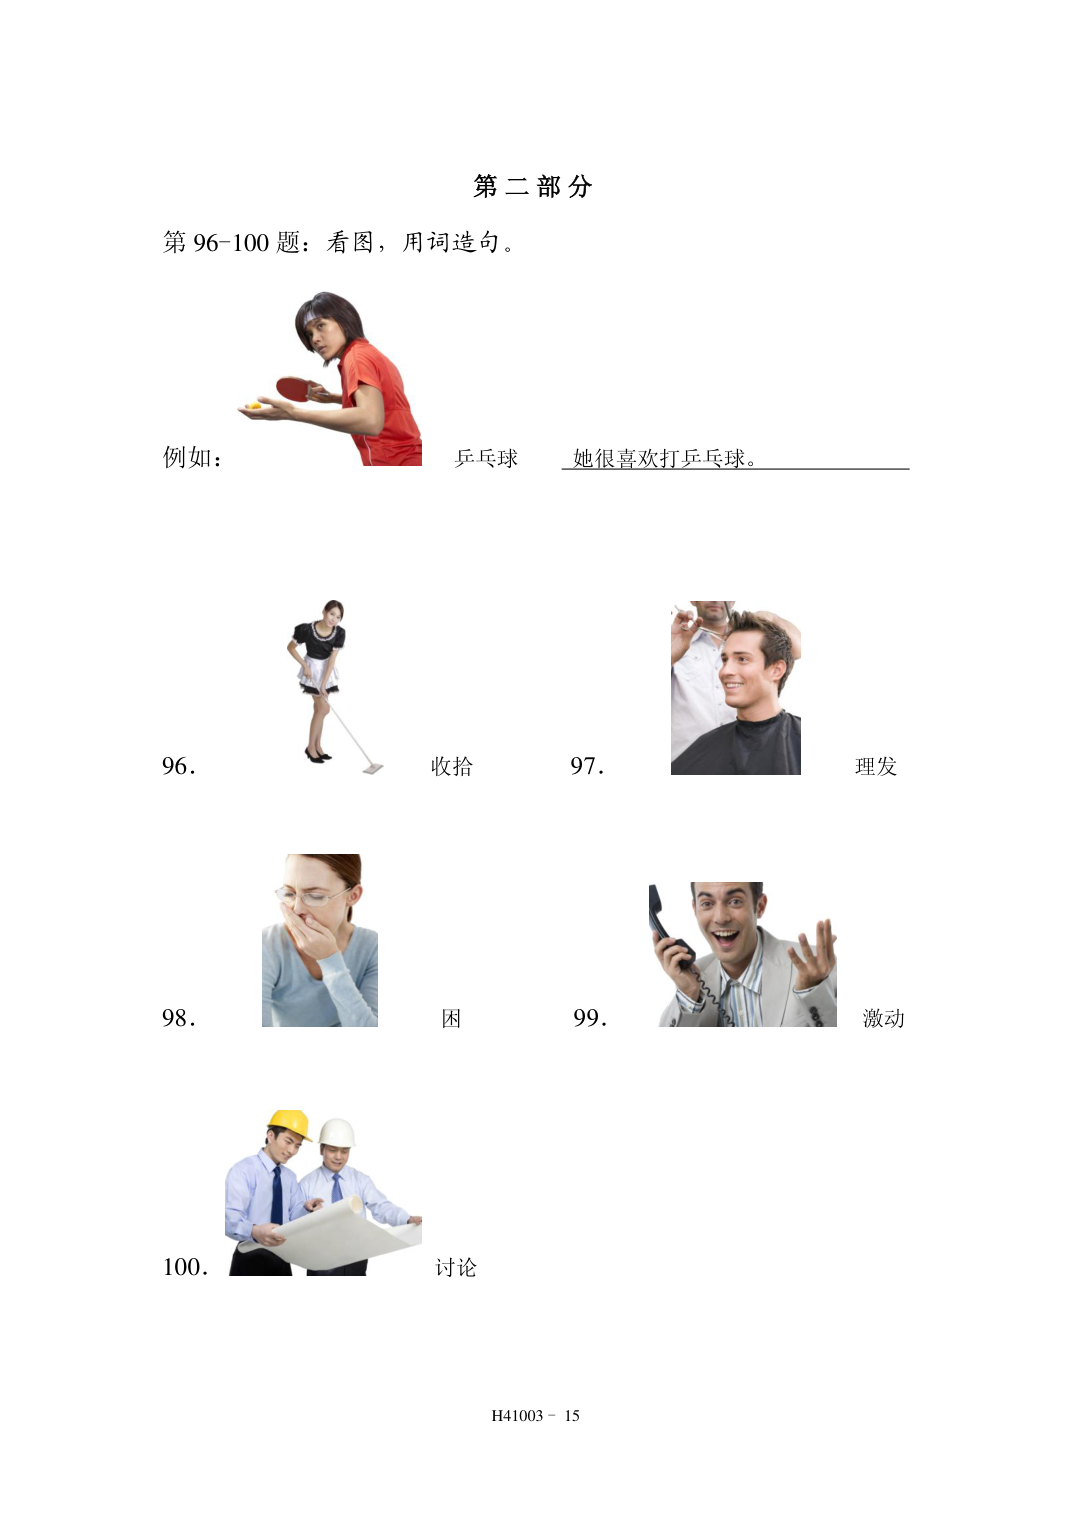 第二部分
第 96-100 题：看图，用词造句。
例如： 乒乓球 她很喜欢打乒乓球。
96. 收拾 97. 理发
98. 困 99. 激动
100. 讨论
H41003 - 15